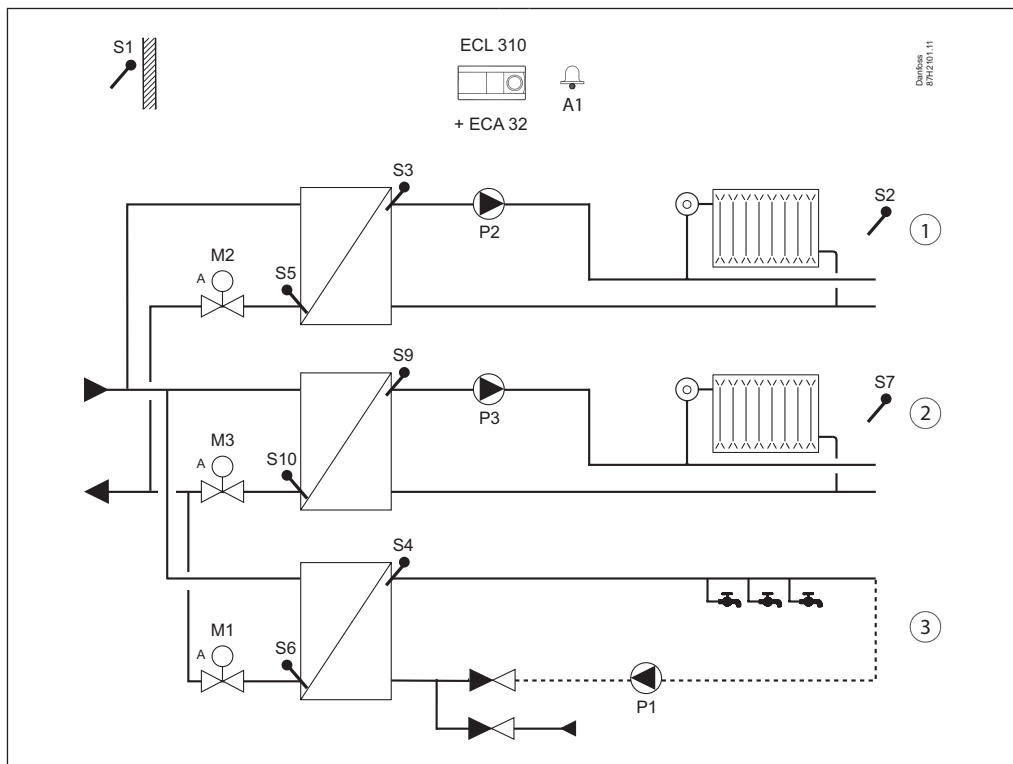 S1
ECL 310
A1
+ ECA 32
Danfoss
87H2101.11
S3
P2
S2
1
M2
A
S5
S9
P3
S7
2
M3
A
S10
S4
3
M1
A
S6
P1